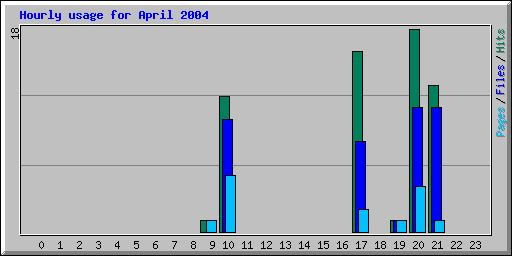 Hourly usage for April 2004
18
Pages / Files / Hits
0 1 2 3 4 5 6 7 8 9 10 11 12 13 14 15 16 17 18 19 20 21 22 23